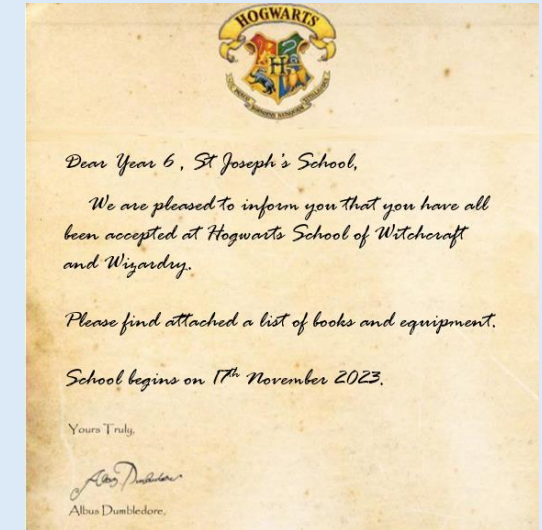 HOGWARTS
Dear Year 6, St Joseph's School,
We are pleased to inform you that you have all
been accepted at Hogwarts School of Witchcraft
and Wizardry.
Please find attached a list of books and equipment.
School begins on 17th November 2023.
Yours Truly,
Albus Dumbledore
Albus Dumbledore,